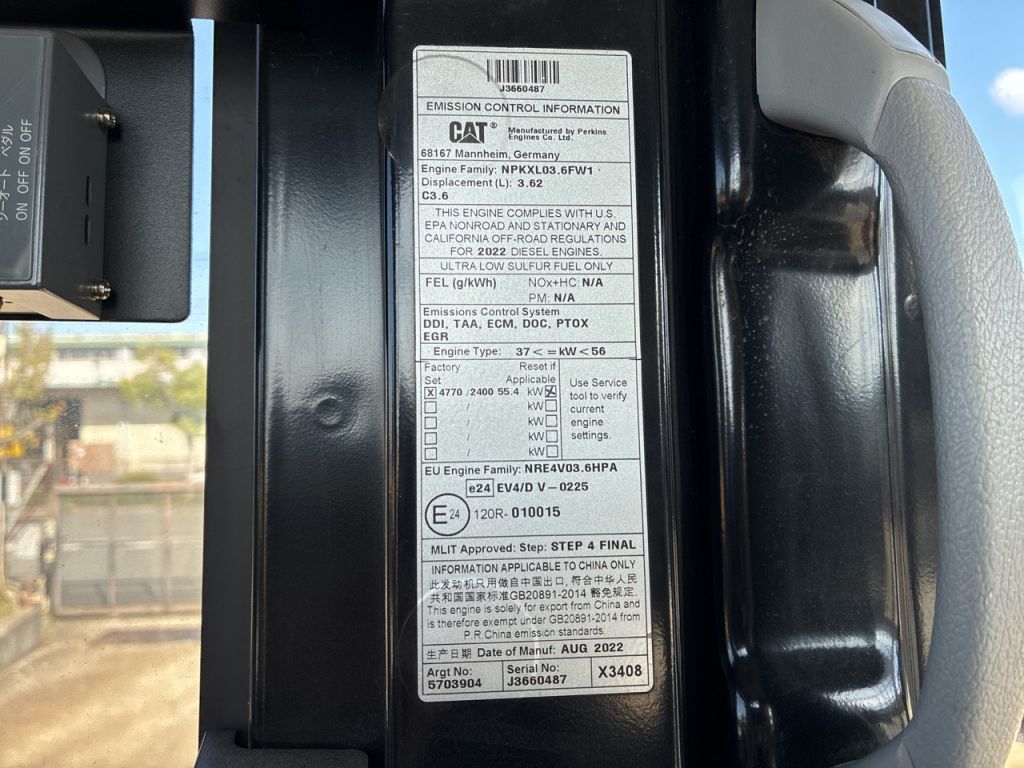 J3660487
EMISSION CONTROL INFORMATION
CAT® Manufactured by Perkins
Engines Co. Ltd.
68167 Mannheim, Germany
Engine Family: NPKXL03.6FW1
Displacement (L): 3.62
C3.6
THIS ENGINE COMPLIES WITH U.S.
EPA NONROAD AND STATIONARY AND
CALIFORNIA OFF-ROAD REGULATIONS
FOR 2022 DIESEL ENGINES.
ULTRA LOW SULFUR FUEL ONLY
FEL (g/kWh) NOx+HC: N/A
PM: N/A
Emissions Control System
DDI, TAA, ECM, DOC, PTOX
EGR
Engine Type: 37 < = kW < 56
Factory Reset if
Set Applicable
X 4770 / 2400 55.4 kW X
/ kW
/ kW
/ kW
/ kW
Use Service
tool to verify
current
engine
settings.
EU Engine Family: NRE4V03.6HPA
e24 EV4/D V-0225
E24 120R- 010015
MLIT Approved: Step: STEP 4 FINAL
INFORMATION APPLICABLE TO CHINA ONLY
此发动机只用做自中国出口, 符合中华人民
共和国国家标准GB20891-2014 豁免规定.
This engine is solely for export from China and
is therefore exempt under GB20891-2014 from
P.R.China emission standards.
生产日期 Date of Manuf: AUG 2022
Argt No: Serial No: X3408
5703904 J3660487
オート ペダル
ON OFF ON OFF